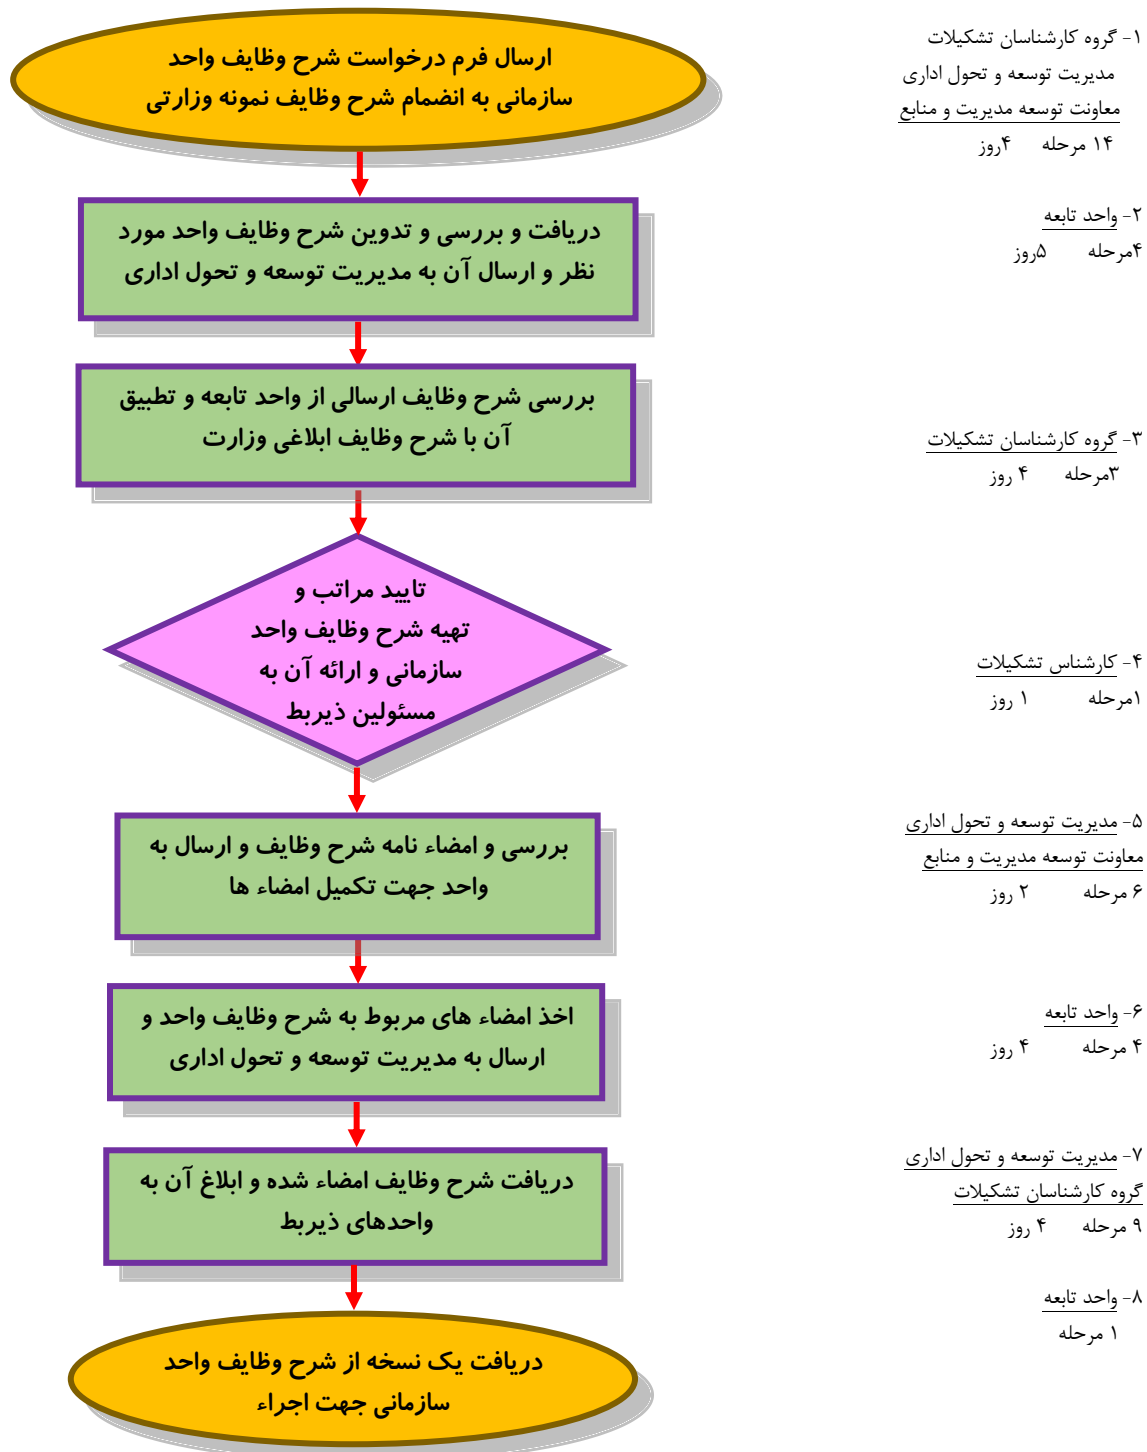 ارسال فرم درخواست شرح وظایف واحد
سازمانی به انضمام شرح وظایف نمونه وزارتی
دریافت و بررسی و تدوین شرح وظایف واحد مورد
نظر و ارسال آن به مدیریت توسعه و تحول اداری
بررسی شرح وظایف ارسالی از واحد تابعه و تطبیق
آن با شرح وظایف ابلاغی وزارت
تایید مراتب و
تهیه شرح وظایف واحد
سازمانی و ارائه آن به
مسئولین ذیربط
بررسی و امضاء نامه شرح وظایف و ارسال به
واحد جهت تکمیل امضاء ها
اخذ امضاء های مربوط به شرح وظایف واحد و
ارسال به مدیریت توسعه و تحول اداری
دریافت شرح وظایف امضاء شده و ابلاغ آن به
واحدهای ذیربط
دریافت یک نسخه از شرح وظایف واحد
سازمانی جهت اجراء
۱- گروه کارشناسان تشکیلات
مدیریت توسعه و تحول اداری
معاونت توسعه مدیریت و منابع
۱۴ مرحله ۴روز
۲- واحد تابعه
۴مرحله ۵روز
۳- گروه کارشناسان تشکیلات
۳مرحله ۴ روز
۴- کارشناس تشکیلات
۱مرحله ۱ روز
۵- مدیریت توسعه و تحول اداری
معاونت توسعه مدیریت و منابع
۶ مرحله ۲ روز
۶- واحد تابعه
۴ مرحله ۴ روز
۷- مدیریت توسعه و تحول اداری
گروه کارشناسان تشکیلات
۹ مرحله ۴ روز
۸- واحد تابعه
۱ مرحله